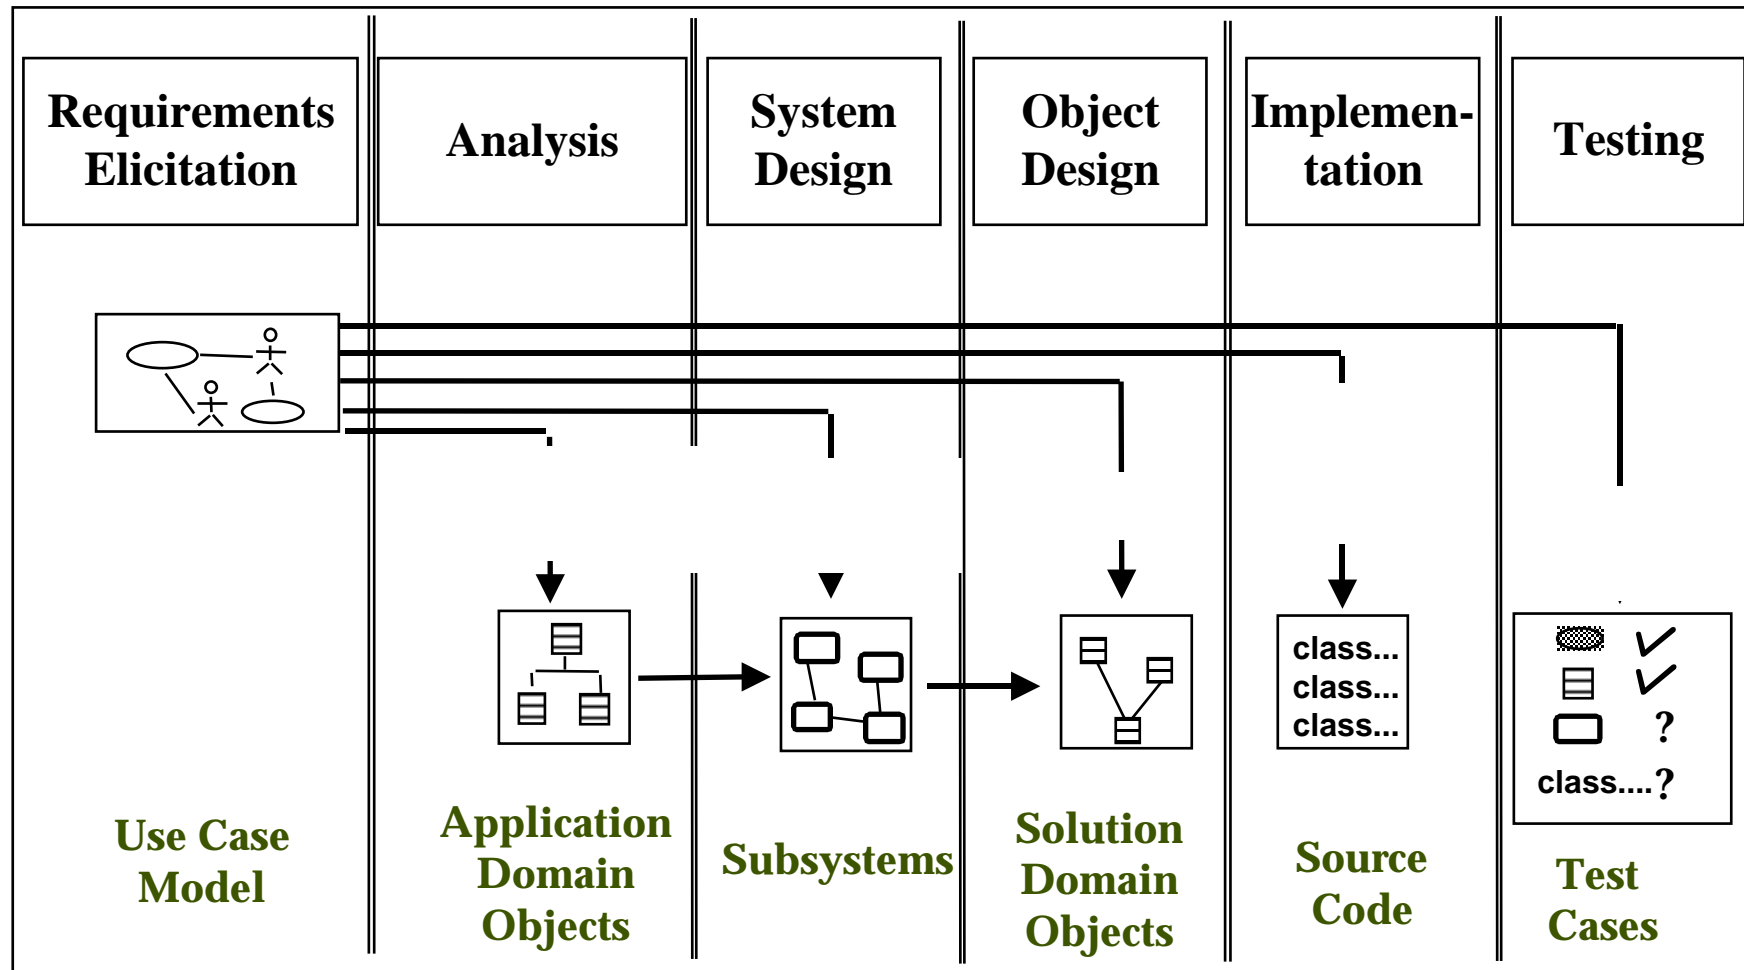 Requirements
Elicitation
Analysis
System
Design
Object
Design
Implemen-
tation
Testing
class...
class...
class...
?
class....?
Use Case
Model
Application
Domain
Objects
Subsystems
Solution
Domain
Objects
Source
Code
Test
Cases